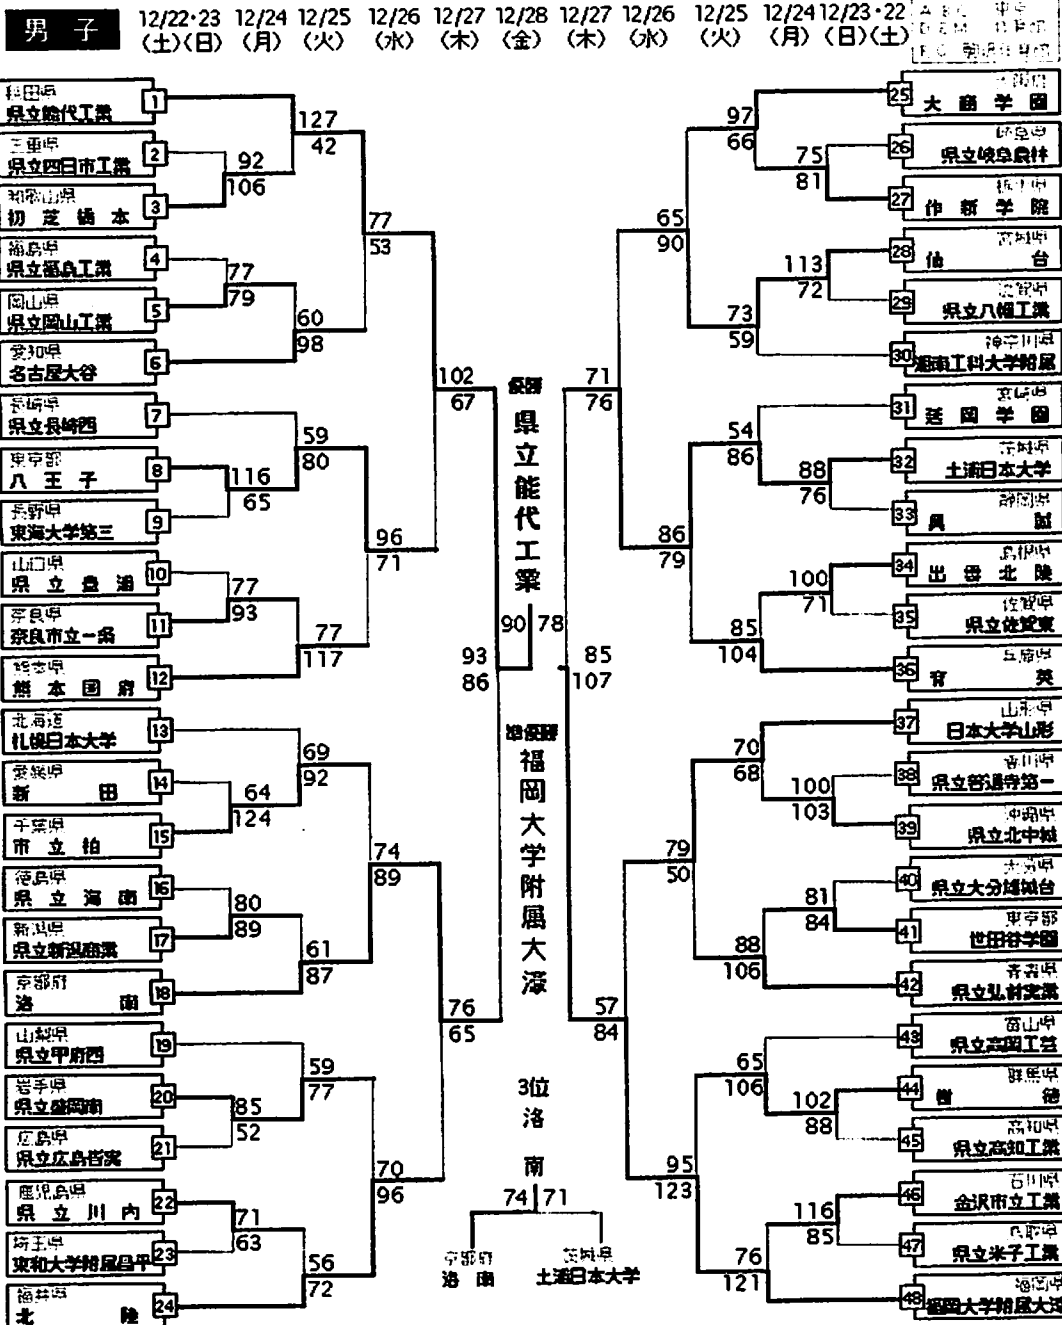 男子
12/22・23 12/24 12/25 12/26 12/27 12/28 12/27 12/26 12/25 12/24 12/23・22
(土)(日) (月) (火) (水) (木) (金) (木) (水) (火) (月) (日)(土)
秋田県
県立能代工業 1
三重県
県立四日市工業 2
和歌山県
初芝橋本 3
福島県
県立福島工業 4
岡山県
県立岡山工業 5
愛知県
名古屋大谷 6
長崎県
県立長崎西 7
東京都
八王子 8
長野県
東海大学第三 9
山口県
県立豊浦 10
奈良県
奈良市立一条 11
熊本県
熊本国府 12
北海道
札幌日本大学 13
愛媛県
新田 14
千葉県
市立柏 15
徳島県
県立海南 16
新潟県
県立新潟商業 17
京都府
洛南 18
山梨県
県立甲府西 19
岩手県
県立盛岡南 20
広島県
県立広島皆実 21
鹿児島県
県立川内 22
埼玉県
東和大学附属昌平 23
福井県
北陸 24
92
106
77
79
116
65
77
93
64
124
80
89
85
52
71
63
127
42
60
98
59
80
77
117
69
92
61
87
59
77
56
72
77
53
96
71
74
89
70
96
102
67
76
65
93
86
優勝
県立能代工業
90 78
準優勝
福岡大学附属大濠
3位
洛南
74 71
京都府
洛南
茨城県
土浦日本大学
85
107
71
76
57
84
65
90
86
79
79
50
95
123
97
66
73
59
54
86
85
104
70
68
88
106
65
106
76
121
75
81
113
72
88
76
100
71
100
103
81
84
102
88
116
85
25 大阪府
大商学園
26 岐阜県
県立岐阜農林
27 栃木県
作新学院
28 宮城県
仙台
29 滋賀県
県立八幡工業
30 神奈川県
湘南工科大学附属
31 宮崎県
延岡学園
32 茨城県
土浦日本大学
33 静岡県
興誠
34 島根県
出雲北陵
35 佐賀県
県立佐賀東
36 兵庫県
育英
37 山形県
日本大学山形
38 香川県
県立善通寺第一
39 沖縄県
県立北中城
40 大分県
県立大分雄城台
41 東京都
世田谷学園
42 青森県
県立弘前実業
43 富山県
県立高岡工芸
44 群馬県
樹徳
45 高知県
県立高知工業
46 石川県
金沢市立工業
47 鳥取県
県立米子工業
48 福岡県
福岡大学附属大濠